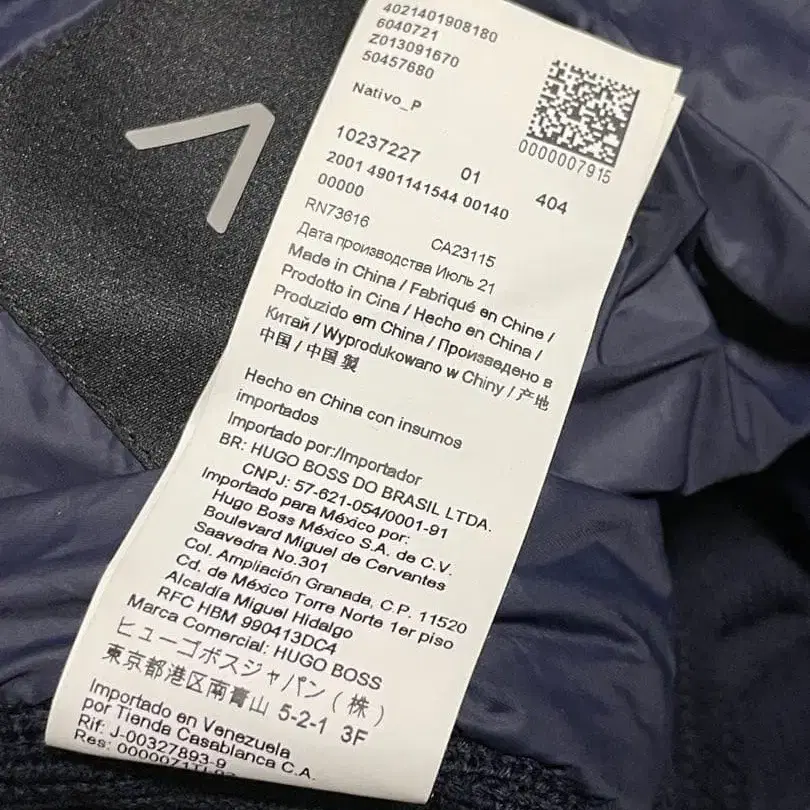 4021401908180
6040721
Z013091670
50457680
Nativo_P
0000007915
10237227 01 404
2001 4901141544 00140
00000
RN73616 CA23115
Дата производства Июль 21
Made in China / Fabriqué en Chine /
Prodotto in Cina / Hecho en China /
Produzido em China / Произведено в
Китай / Wyprodukowano w Chiny / 产地
中国 / 中国 製
Hecho en China con insumos
importados
Importado por:/Importador
BR: HUGO BOSS DO BRASIL LTDA.
CNPJ: 57-621-054/0001-91
Importado para México por:
Hugo Boss México S.A. de C.V.
Boulevard Miguel de Cervantes
Saavedra No.301
Col. Ampliación Granada, C.P. 11520
Cd. de México Torre Norte 1er piso
Alcaldía Miguel Hidalgo
RFC HBM 990413DC4
Marca Comercial: HUGO BOSS
ヒューゴボスジャパン（株）
東京都港区南青山 5-2-1 3F
Importado en Venezuela
por Tienda Casablanca C.A.
Rif: J-00327893-9
Res: